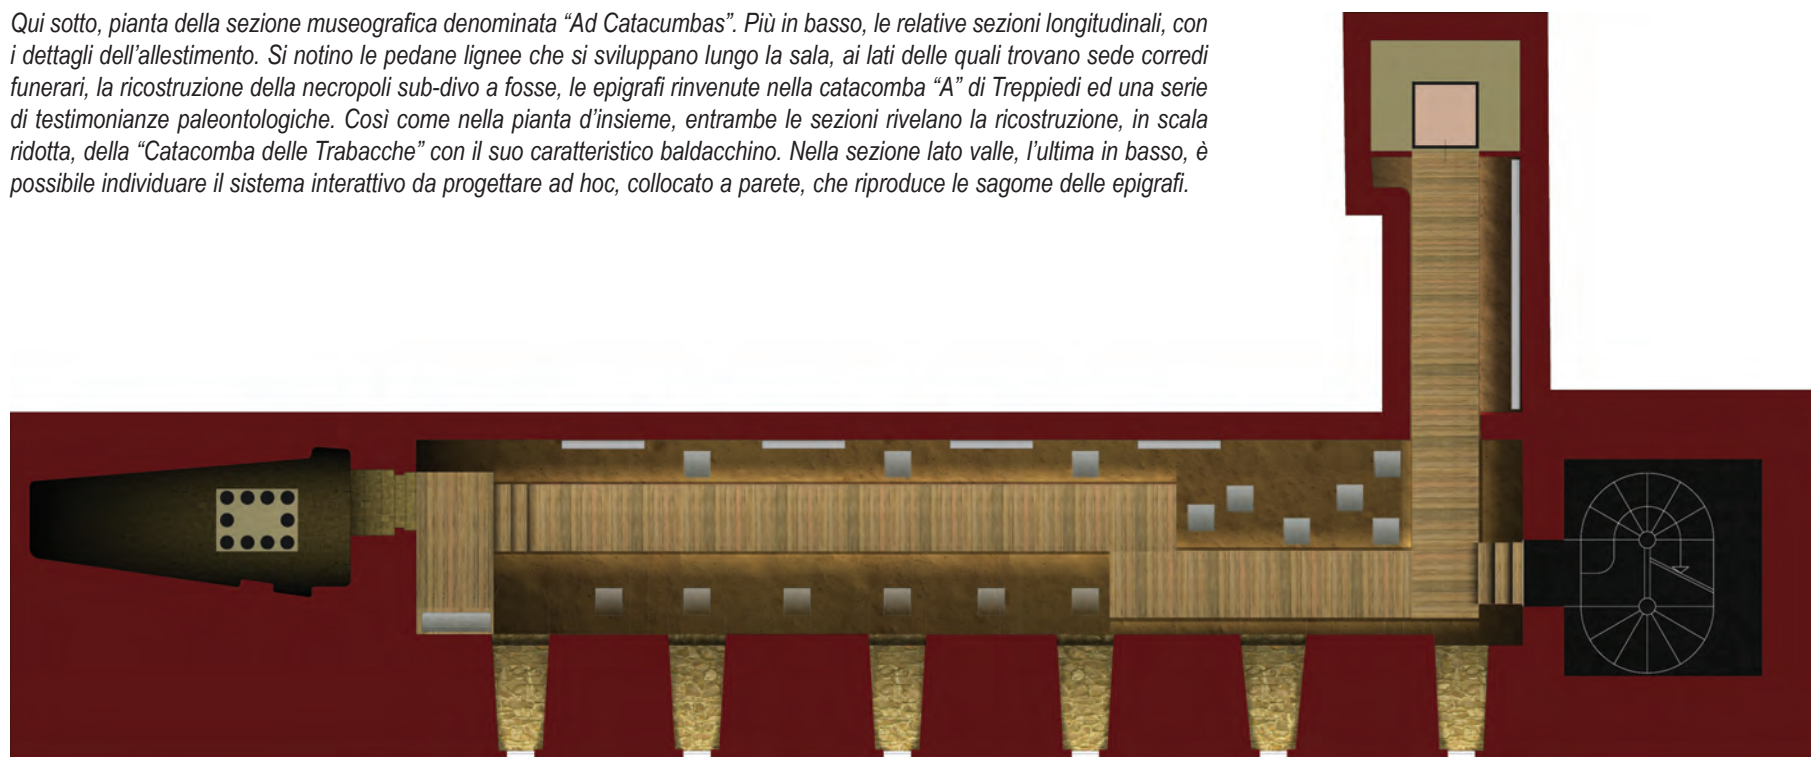 Qui sotto, pianta della sezione museografica denominata “Ad Catacumbas”. Più in basso, le relative sezioni longitudinali, con
i dettagli dell’allestimento. Si notino le pedane lignee che si sviluppano lungo la sala, ai lati delle quali trovano sede corredi
funerari, la ricostruzione della necropoli sub-divo a fosse, le epigrafi rinvenute nella catacomba “A” di Treppiedi ed una serie
di testimonianze paleontologiche. Così come nella pianta d’insieme, entrambe le sezioni rivelano la ricostruzione, in scala
ridotta, della “Catacomba delle Trabacche” con il suo caratteristico baldacchino. Nella sezione lato valle, l’ultima in basso, è
possibile individuare il sistema interattivo da progettare ad hoc, collocato a parete, che riproduce le sagome delle epigrafi.